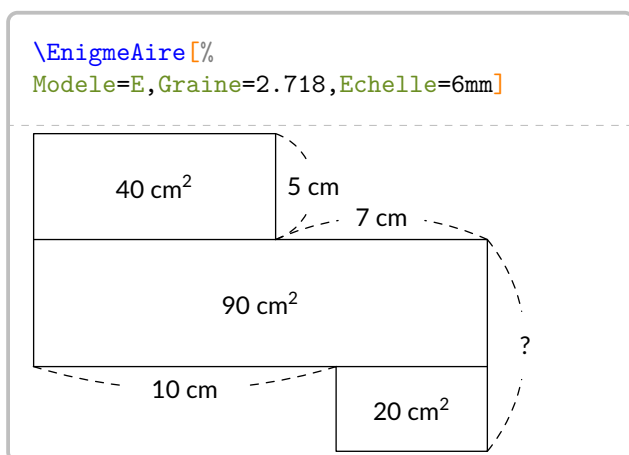 \EnigmeAire[%
Modele=E,Graine=2.718,Echelle=6mm]
40 cm²
5 cm
7 cm
90 cm²
?
10 cm
20 cm²